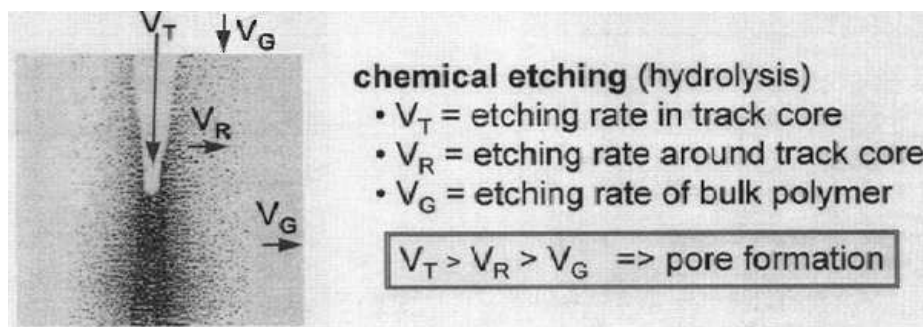 V_T V_G
V_R
V_G
chemical etching (hydrolysis)
• V_T = etching rate in track core
• V_R = etching rate around track core
• V_G = etching rate of bulk polymer
V_T > V_R > V_G => pore formation